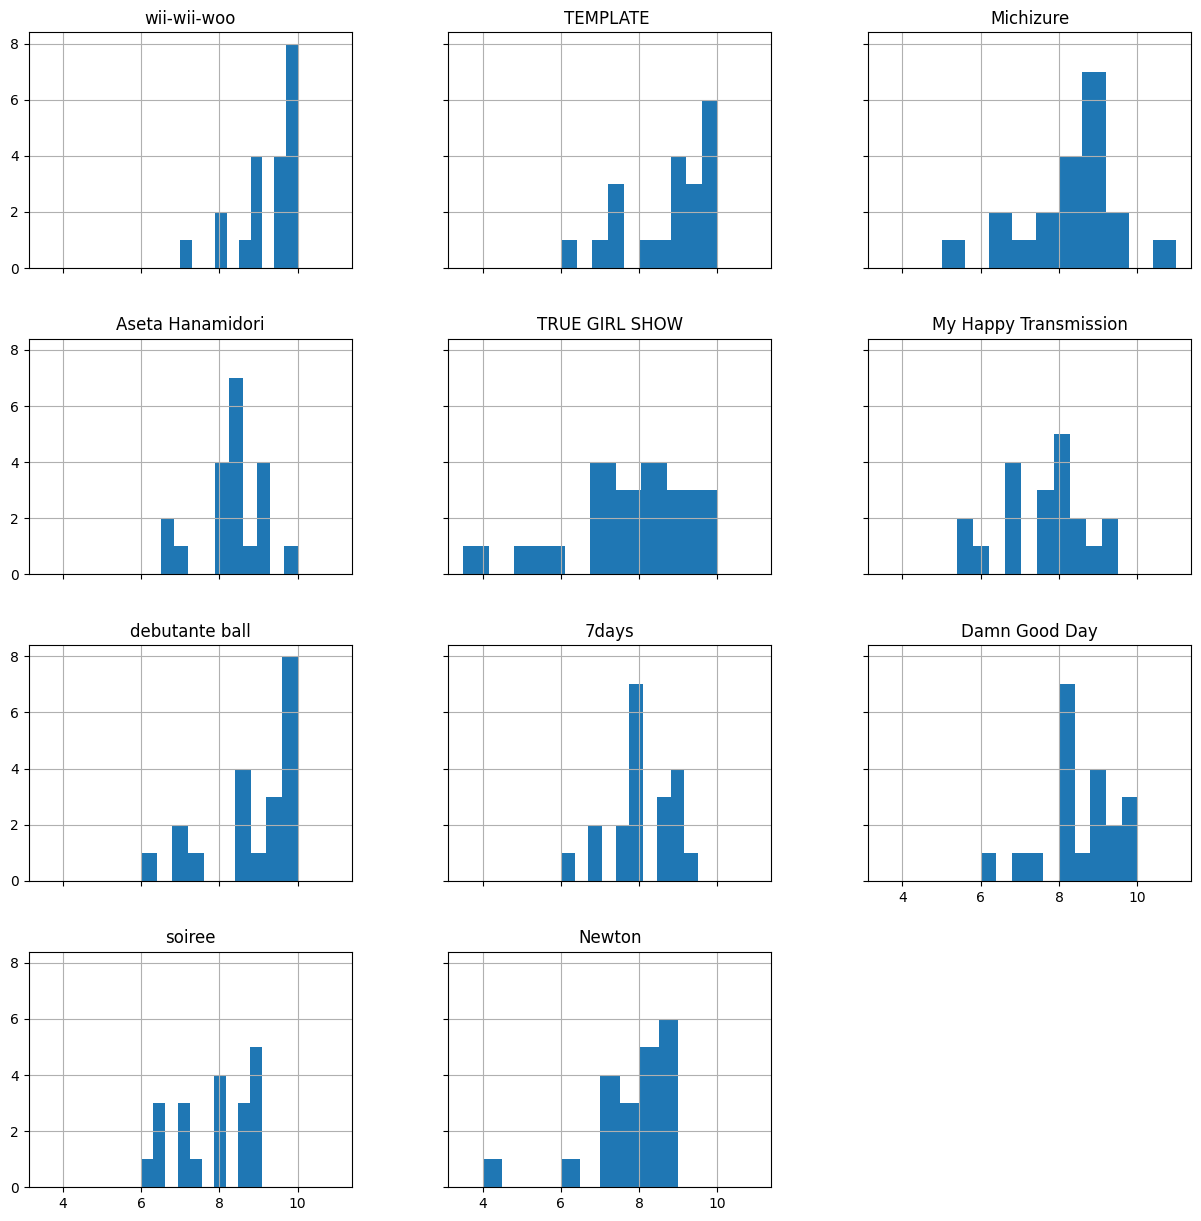 wii-wii-woo
TEMPLATE
Michizure
8
6
4
2
0
Aseta Hanamidori
TRUE GIRL SHOW
My Happy Transmission
8
6
4
2
0
debutante ball
7days
Damn Good Day
8
6
4
2
0
4 6 8 10
soiree
Newton
8
6
4
2
0
4 6 8 10
4 6 8 10